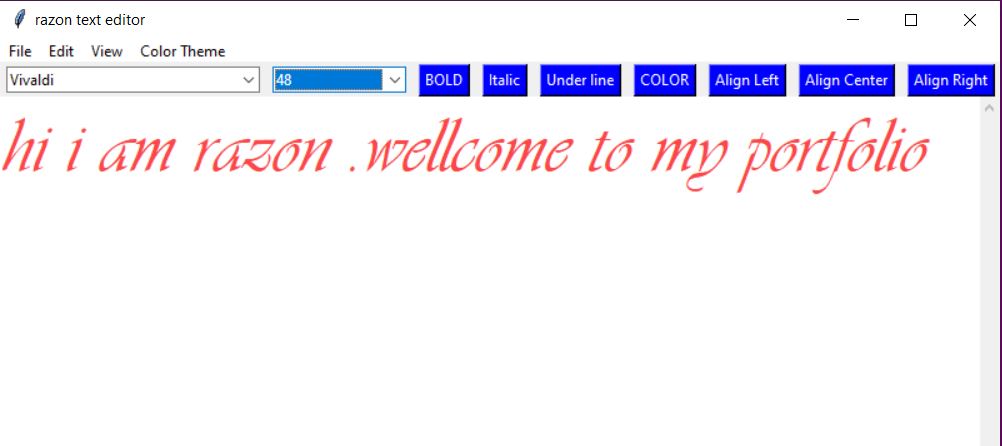 razon text editor
File Edit View Color Theme
Vivaldi 48 BOLD Italic Under line COLOR Align Left Align Center Align Right
hi i am razon .wellcome to my portfolio